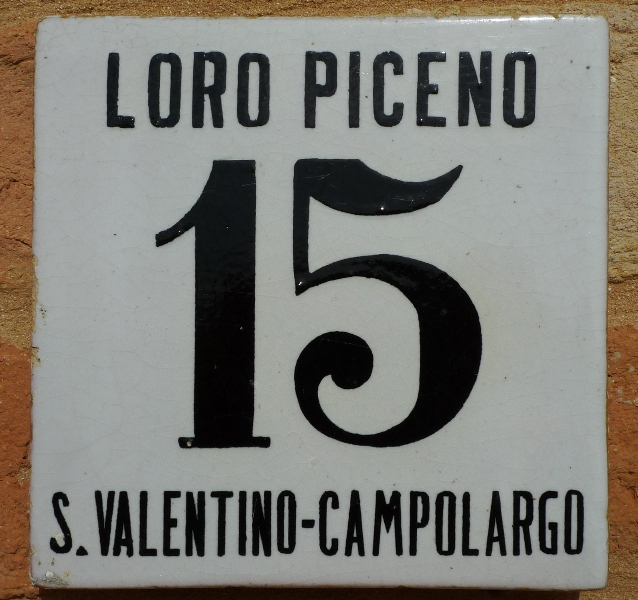 LORO PICENO
15
S. VALENTINO-CAMPOLARGO